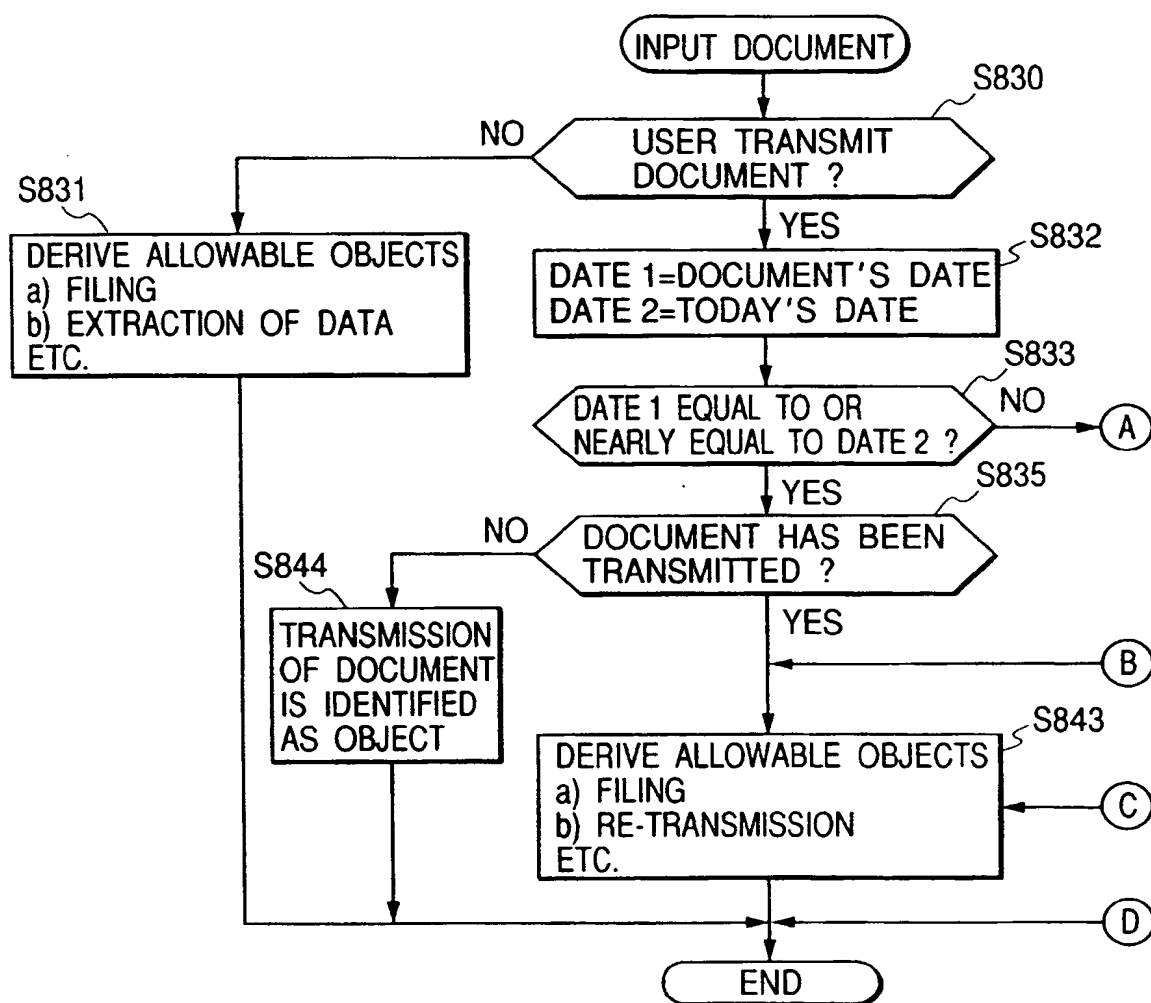 INPUT DOCUMENT
S830
NO
USER TRANSMIT
DOCUMENT ?
S831
YES
S832
DERIVE ALLOWABLE OBJECTS
a) FILING
b) EXTRACTION OF DATA
ETC.
DATE 1=DOCUMENT'S DATE
DATE 2=TODAY'S DATE
S833
DATE 1 EQUAL TO OR
NEARLY EQUAL TO DATE 2 ?
NO
A
YES
S835
NO
DOCUMENT HAS BEEN
TRANSMITTED ?
S844
YES
TRANSMISSION
OF DOCUMENT
IS IDENTIFIED
AS OBJECT
B
S843
DERIVE ALLOWABLE OBJECTS
a) FILING
b) RE-TRANSMISSION
ETC.
C
D
END